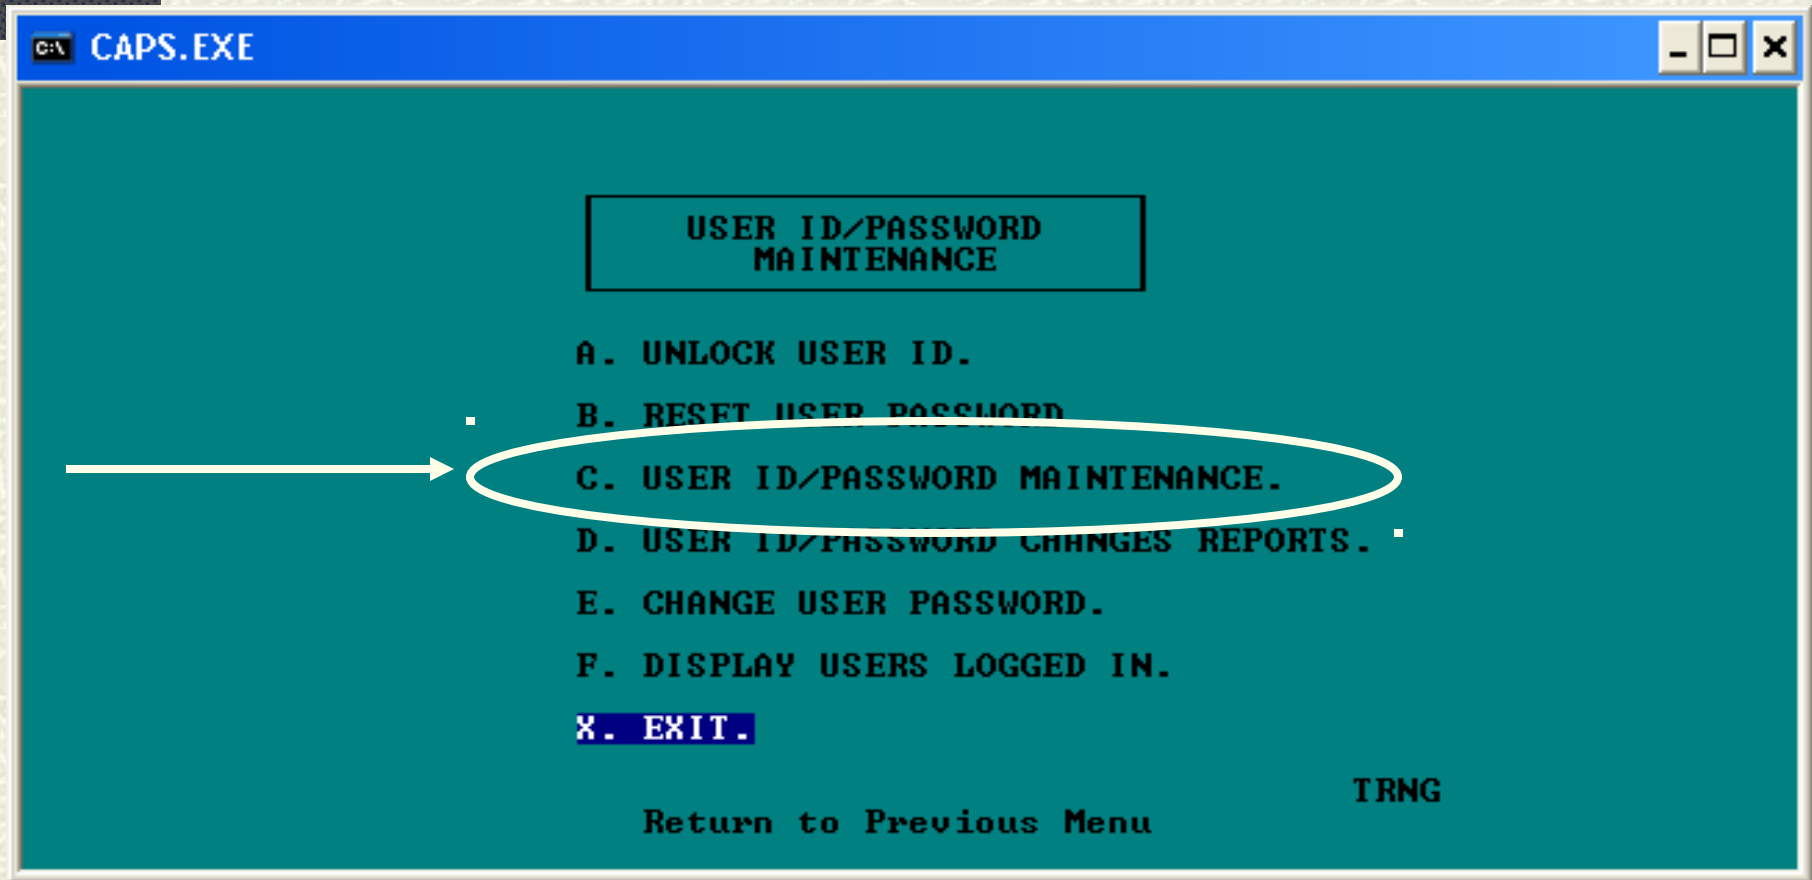 C:\ CAPS.EXE
USER ID/PASSWORD
MAINTENANCE
A. UNLOCK USER ID.
B. RESET USER PASSWORD
C. USER ID/PASSWORD MAINTENANCE.
D. USER ID/PASSWORD CHANGES REPORTS.
E. CHANGE USER PASSWORD.
F. DISPLAY USERS LOGGED IN.
X. EXIT.
TRNG
Return to Previous Menu